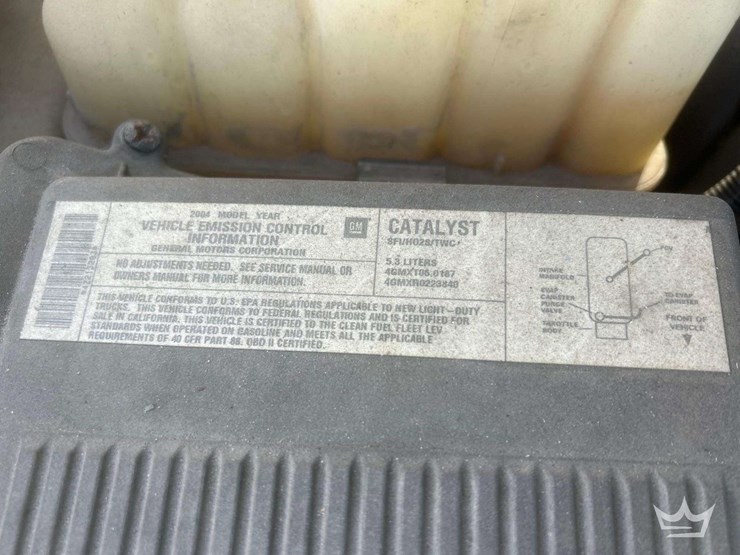 2004 MODEL YEAR
VEHICLE EMISSION CONTROL
INFORMATION
GENERAL MOTORS CORPORATION
GM
NO ADJUSTMENTS NEEDED. SEE SERVICE MANUAL OR
OWNERS MANUAL FOR MORE INFORMATION.
CATALYST
SFI/HO2S/TWC
5.3 LITERS
4GMXT05.0187
4GMXR0223840
THIS VEHICLE CONFORMS TO U.S. EPA REGULATIONS APPLICABLE TO NEW LIGHT-DUTY
TRUCKS. THIS VEHICLE CONFORMS TO FEDERAL REGULATIONS AND IS CERTIFIED FOR
SALE IN CALIFORNIA. THIS VEHICLE IS CERTIFIED TO THE CLEAN FUEL FLEET LEV
STANDARDS WHEN OPERATED ON GASOLINE AND MEETS ALL THE APPLICABLE
REQUIREMENTS OF 40 CFR PART 88. OBD II CERTIFIED.
INTAKE
MANIFOLD
EVAP
CANISTER
PURGE
VALVE
THROTTLE
BODY
TO EVAP
CANISTER
FRONT OF
VEHICLE